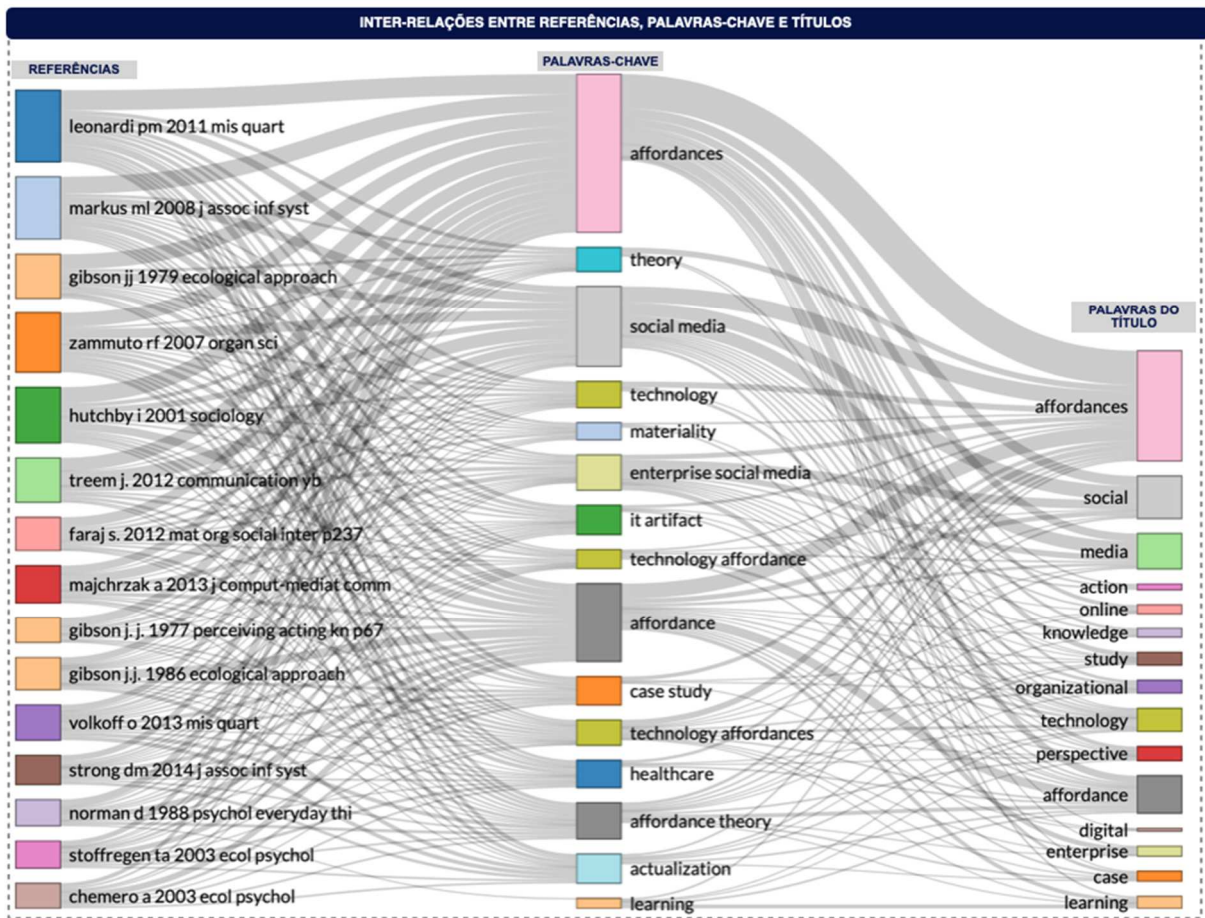 INTER-RELAÇÕES ENTRE REFERÊNCIAS, PALAVRAS-CHAVE E TÍTULOS
REFERÊNCIAS
leonardi pm 2011 mis quart
markus ml 2008 j assoc inf syst
gibson jj 1979 ecological approach
zammuto rf 2007 organ sci
hutchby i 2001 sociology
treem j. 2012 communication yb
faraj s. 2012 mat org social inter p237
majchrzak a 2013 j comput-mediat comm
gibson j. j. 1977 perceiving acting kn p67
gibson j.j. 1986 ecological approach
volkoff o 2013 mis quart
strong dm 2014 j assoc inf syst
norman d 1988 psychol everyday thi
stoffregen ta 2003 ecol psychol
chemero a 2003 ecol psychol
PALAVRAS-CHAVE
affordances
theory
social media
technology
materiality
enterprise social media
it artifact
technology affordance
affordance
case study
technology affordances
healthcare
affordance theory
actualization
learning
PALAVRAS DO
TÍTULO
affordances
social
media
action
online
knowledge
study
organizational
technology
perspective
affordance
digital
enterprise
case
learning